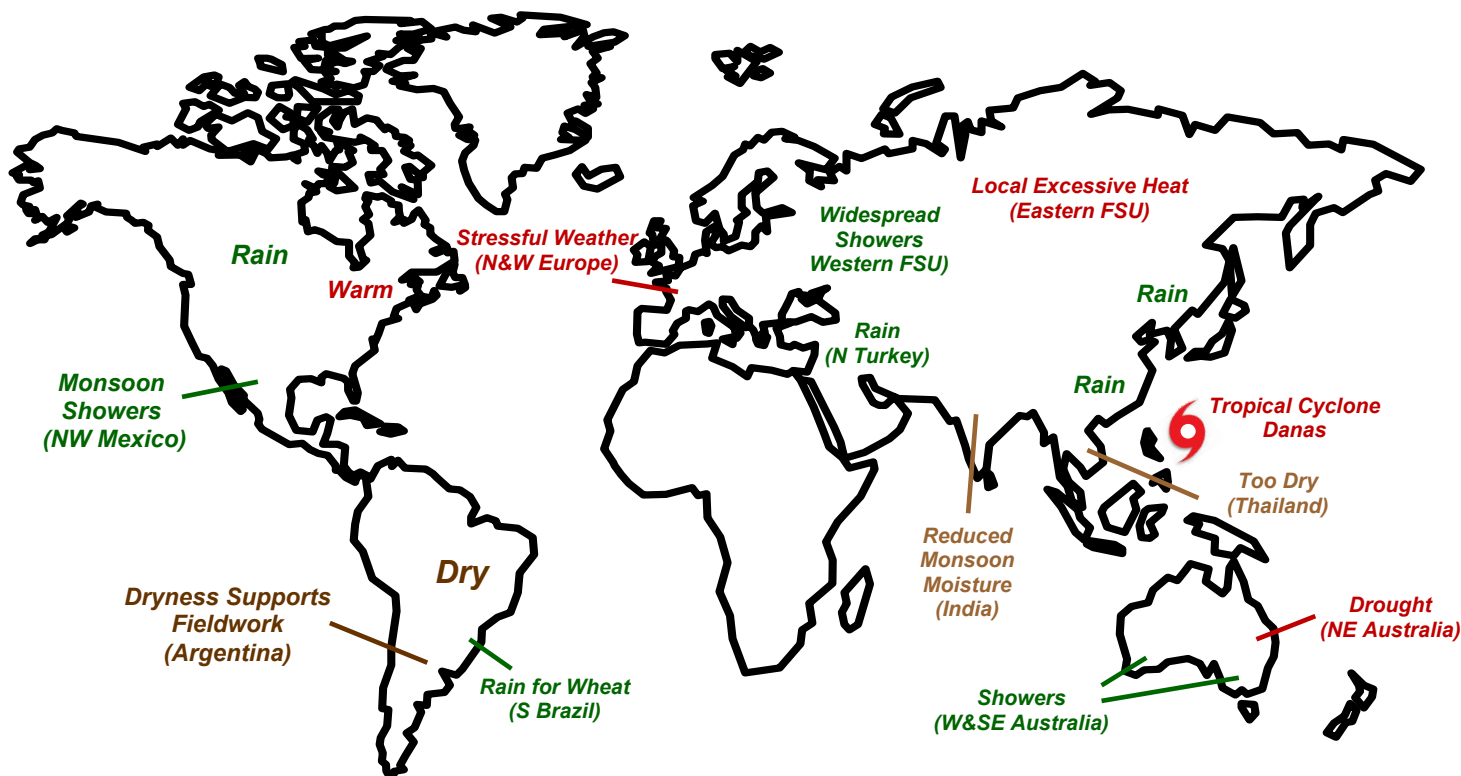 Local Excessive Heat
(Eastern FSU)
Widespread
Showers
Western FSU)
Stressful Weather
(N&W Europe)
Rain
Warm
Rain
Rain
(N Turkey)
Rain
Monsoon
Showers
(NW Mexico)
Tropical Cyclone
Danas
Too Dry
(Thailand)
Reduced
Monsoon
Moisture
(India)
Dry
Dryness Supports
Fieldwork
(Argentina)
Drought
(NE Australia)
Rain for Wheat
(S Brazil)
Showers
(W&SE Australia)